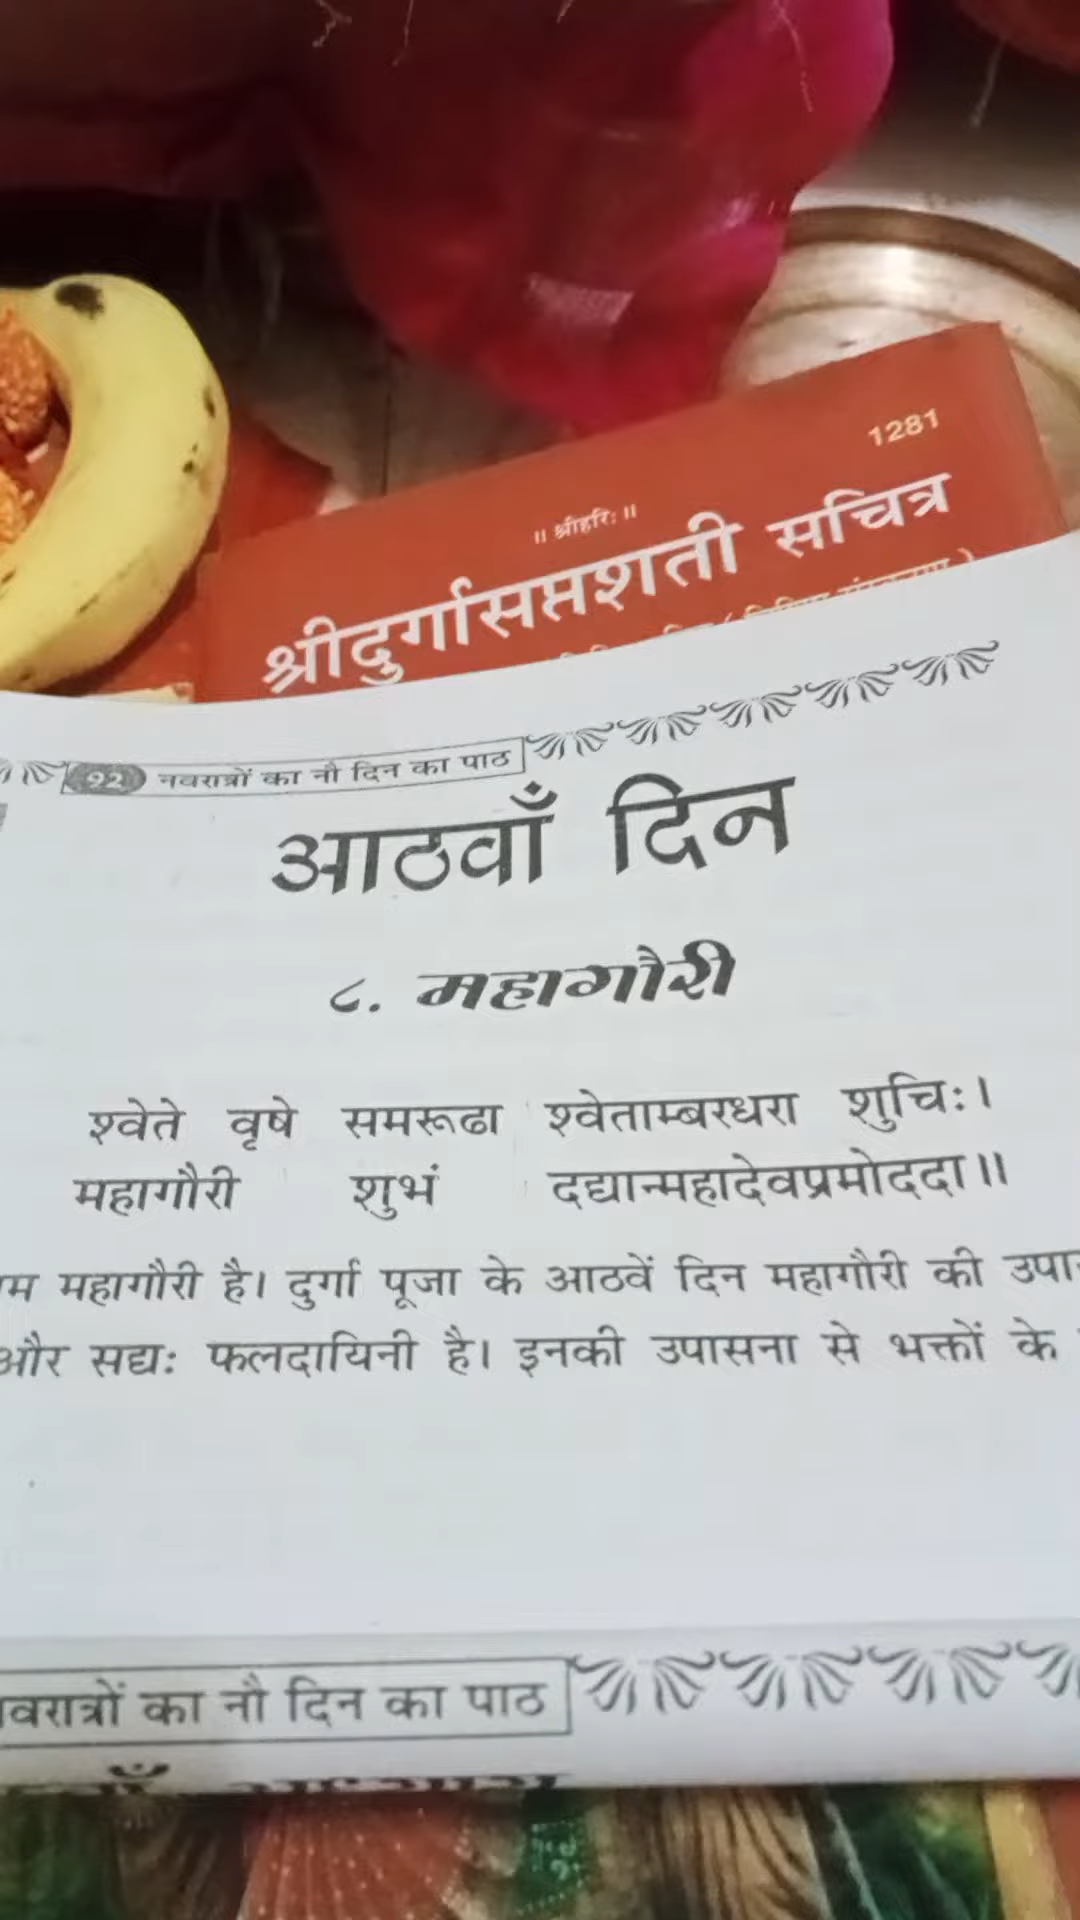 1281
॥ श्रीहरिः ॥
श्रीदुर्गासप्तशती सचित्र
92 नवरात्रों का नौ दिन का पाठ
आठवाँ दिन
८. महागौरी
श्वेते वृषे समरूढा श्वेताम्बरधरा शुचिः।
महागौरी शुभं दद्यान्महादेवप्रमोददा॥
महागौरी है। दुर्गा पूजा के आठवें दिन महागौरी की
और सद्यः फलदायिनी है। इनकी उपासना से भक्तों के
का नौ दिन का पाठ